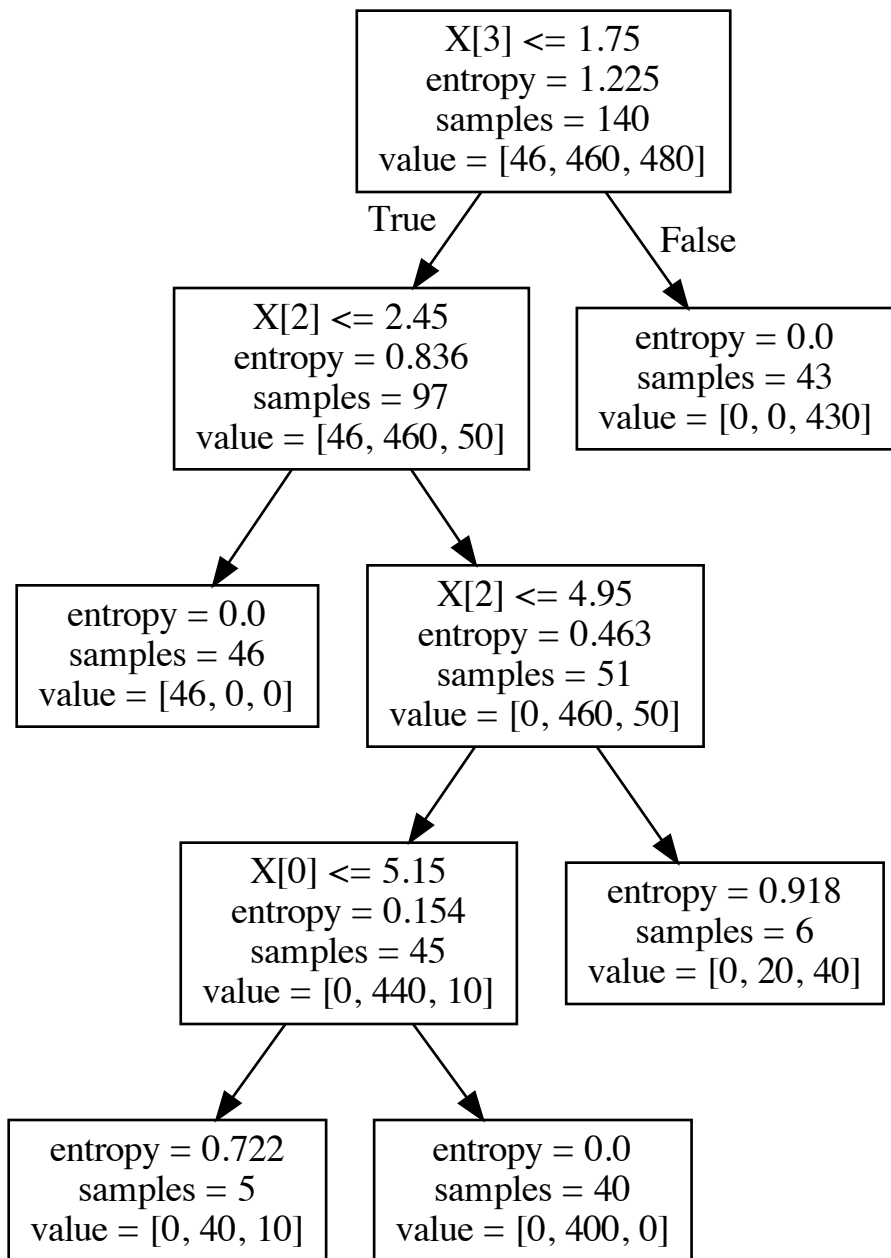 X[3] <= 1.75
entropy = 1.225
samples = 140
value = [46, 460, 480]
True
False
X[2] <= 2.45
entropy = 0.836
samples = 97
value = [46, 460, 50]
entropy = 0.0
samples = 43
value = [0, 0, 430]
entropy = 0.0
samples = 46
value = [46, 0, 0]
X[2] <= 4.95
entropy = 0.463
samples = 51
value = [0, 460, 50]
X[0] <= 5.15
entropy = 0.154
samples = 45
value = [0, 440, 10]
entropy = 0.918
samples = 6
value = [0, 20, 40]
entropy = 0.722
samples = 5
value = [0, 40, 10]
entropy = 0.0
samples = 40
value = [0, 400, 0]